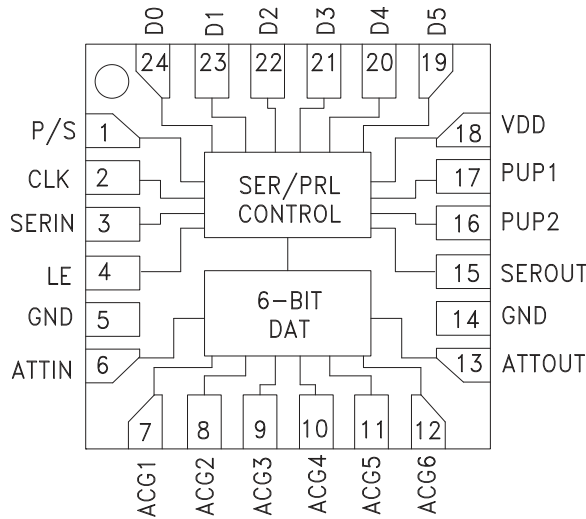 D0 D1 D2 D3 D4 D5
24 23 22 21 20 19
P/S 1
CLK 2
SERIN 3
LE 4
GND 5
ATTIN 6
SER/PRL
CONTROL
6-BIT
DAT
18 VDD
17 PUP1
16 PUP2
15 SEROUT
14 GND
13 ATTOUT
7 8 9 10 11 12
ACG1 ACG2 ACG3 ACG4 ACG5 ACG6